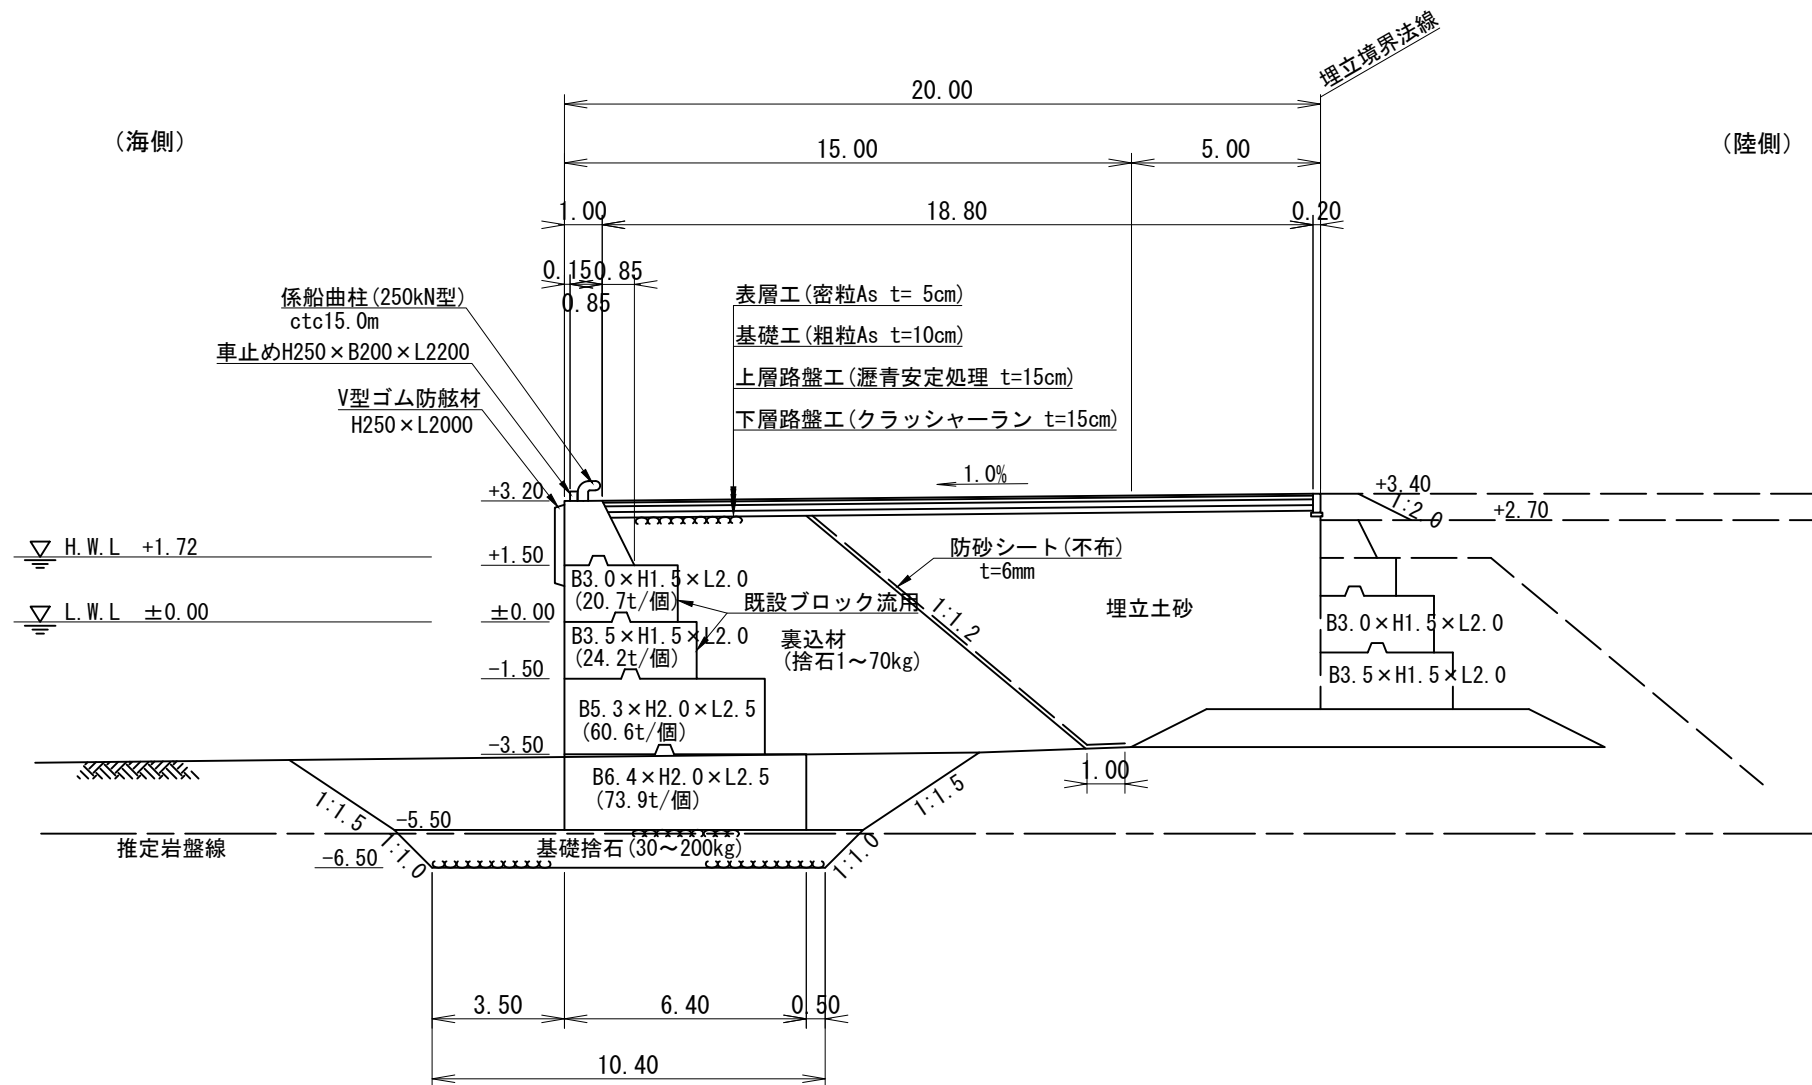 埋立境界法線
20.00
(海側)
(陸側)
15.00
5.00
1.00
18.80
0.20
0.15
0.85
0.85
係船曲柱(250kN型)
ctc15.0m
車止めH250×B200×L2200
V型ゴム防舷材
H250×L2000
表層工(密粒As t= 5cm)
基礎工(粗粒As t=10cm)
上層路盤工(瀝青安定処理 t=15cm)
下層路盤工(クラッシャーラン t=15cm)
1.0%
+3.20
+3.40
1:2.0
+2.70
H.W.L +1.72
+1.50
防砂シート(不布)
t=6mm
B3.0×H1.5×L2.0
(20.7t/個)
既設ブロック流用
1:1.2
埋立土砂
L.W.L ±0.00
±0.00
B3.5×H1.5×L2.0
(24.2t/個)
裏込材
(捨石1～70kg)
B3.0×H1.5×L2.0
-1.50
B3.5×H1.5×L2.0
B5.3×H2.0×L2.5
(60.6t/個)
-3.50
B6.4×H2.0×L2.5
(73.9t/個)
1.00
1:1.5
1:1.5
-5.50
推定岩盤線
1:1.0
基礎捨石(30～200kg)
1:1.0
-6.50
3.50
6.40
0.50
10.40